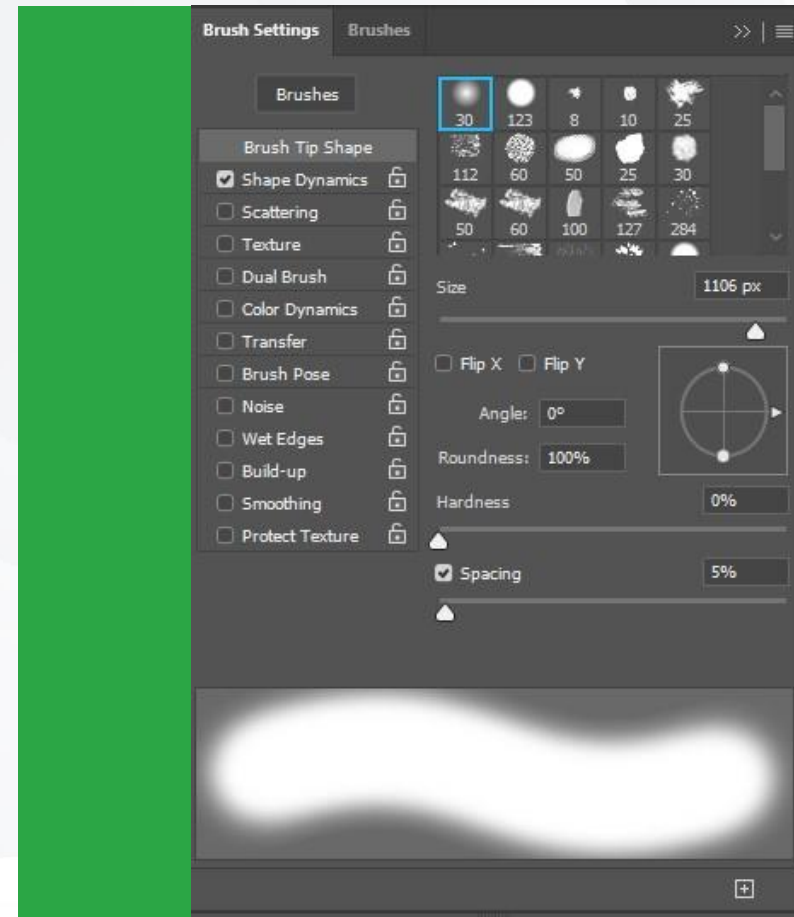 Brush Settings Brushes
Brushes
30 123 8 10 25
112 60 50 25 30
50 60 100 127 284
Brush Tip Shape
Shape Dynamics
Scattering
Texture
Dual Brush
Color Dynamics
Transfer
Brush Pose
Noise
Wet Edges
Build-up
Smoothing
Protect Texture
Size 1106 px
Flip X Flip Y
Angle: 0º
Roundness: 100%
Hardness 0%
Spacing 5%